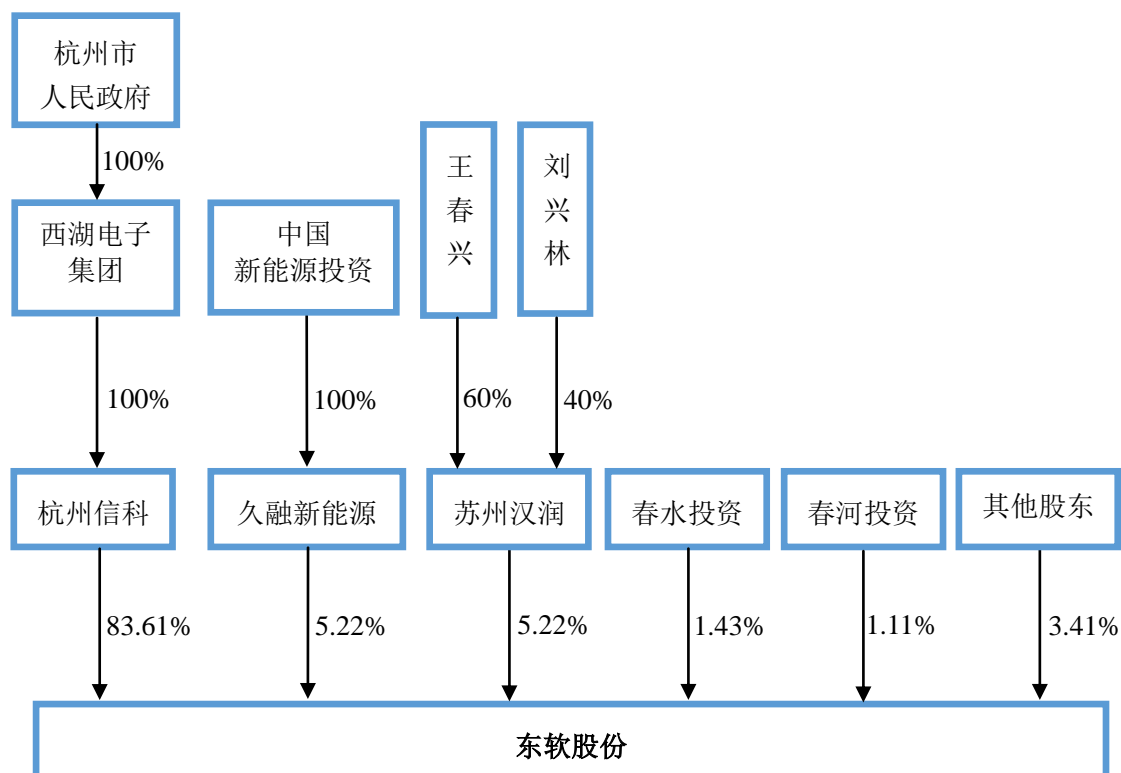 杭州市
人民政府
100%
王
春
兴
刘
兴
林
西湖电子
集团
中国
新能源投资
100%
100%
60%
40%
杭州信科
久融新能源
苏州汉润
春水投资
春河投资
其他股东
83.61%
5.22%
5.22%
1.43%
1.11%
3.41%
东软股份